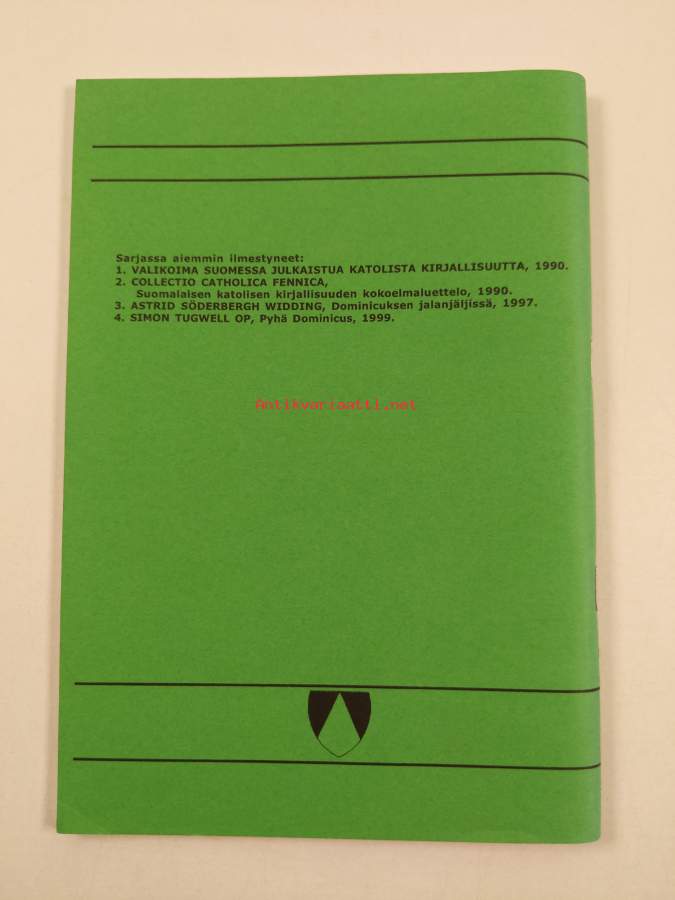 Sarjassa aiemmin ilmestyneet:
1. VALIKOIMA SUOMESSA JULKAISTUA KATOLISTA KIRJALLISUUTTA, 1990.
2. COLLECTIO CATHOLICA FENNICA,
Suomalaisen katolisen kirjallisuuden kokoelmaluettelo, 1990.
3. ASTRID SÖDERBERGH WIDDING, Dominicuksen jalanjäljissä, 1997.
4. SIMON TUGWELL OP, Pyhä Dominicus, 1999.
Antikvariaatti.net